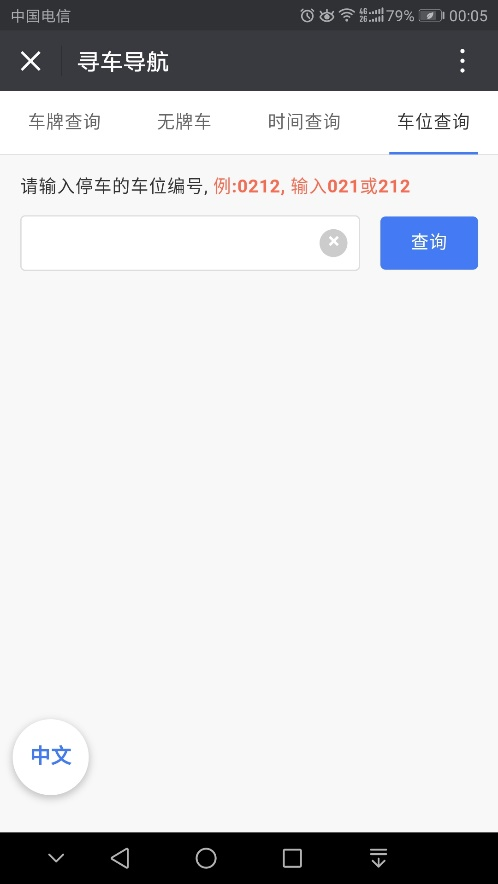 中国电信 4G 2G 79% 00:05
寻车导航
车牌查询 无牌车 时间查询 车位查询
请输入停车的车位编号, 例:0212, 输入021或212
查询
中文